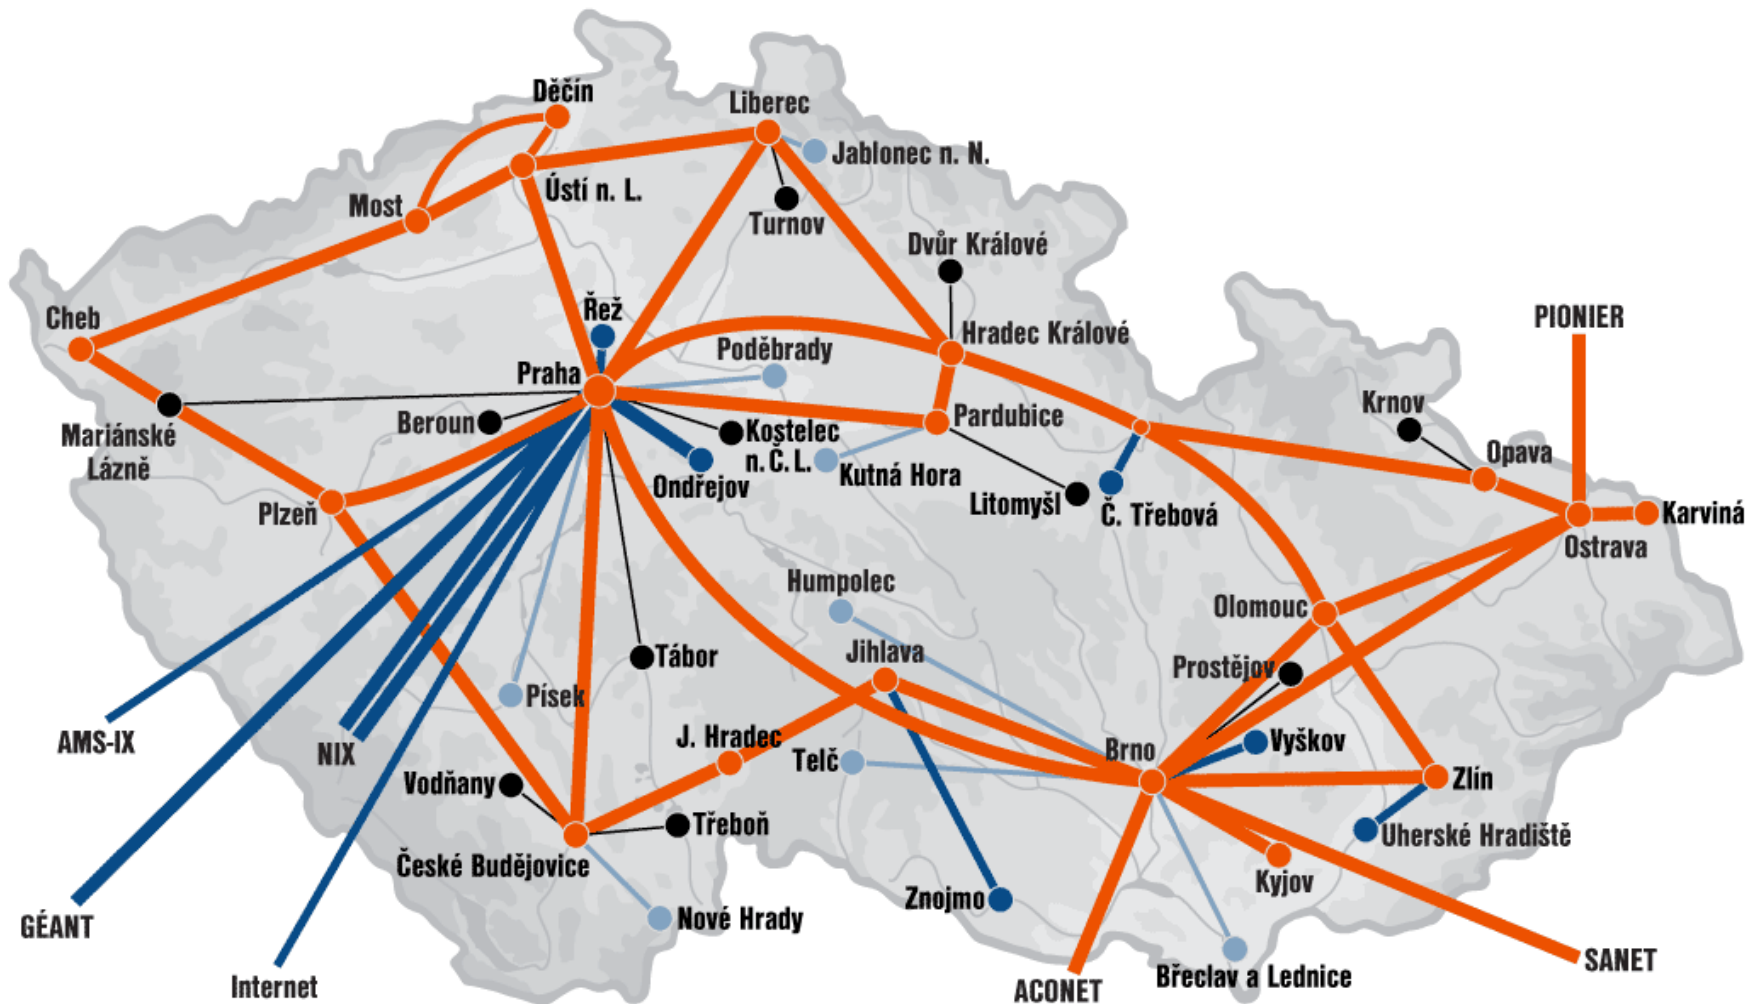 Děčín
Liberec
Jablonec n. N.
Ústí n. L.
Most
Turnov
Dvůr Králové
Cheb
Řež
PIONIER
Hradec Králové
Poděbrady
Praha
Krnov
Mariánské
Lázně
Beroun
Kostelec
n. Č. L.
Pardubice
Opava
Kutná Hora
Ondřejov
Litomyšl
Č. Třebová
Plzeň
Karviná
Ostrava
Humpolec
Olomouc
Jihlava
Tábor
Prostějov
Písek
AMS-IX
NIX
J. Hradec
Telč
Brno
Vyškov
Zlín
Vodňany
Třeboň
Uherské Hradiště
České Budějovice
Kyjov
Znojmo
GÉANT
Nové Hrady
SANET
Internet
ACONET
Břeclav a Lednice